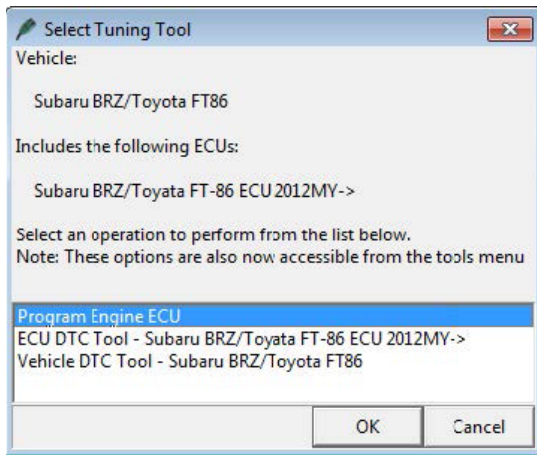 Select Tuning Tool
Vehicle:
Subaru BRZ/Toyota FT86
Includes the following ECUs:
Subaru BRZ/Toyata FT-86 ECU 2012MY->
Select an operation to perform from the list below.
Note: These options are also now accessible from the tools menu
Program Engine ECU
ECU DTC Tool - Subaru BRZ/Toyata FT-86 ECU 2012MY->
Vehicle DTC Tool - Subaru BRZ/Toyota FT86
OK Cancel